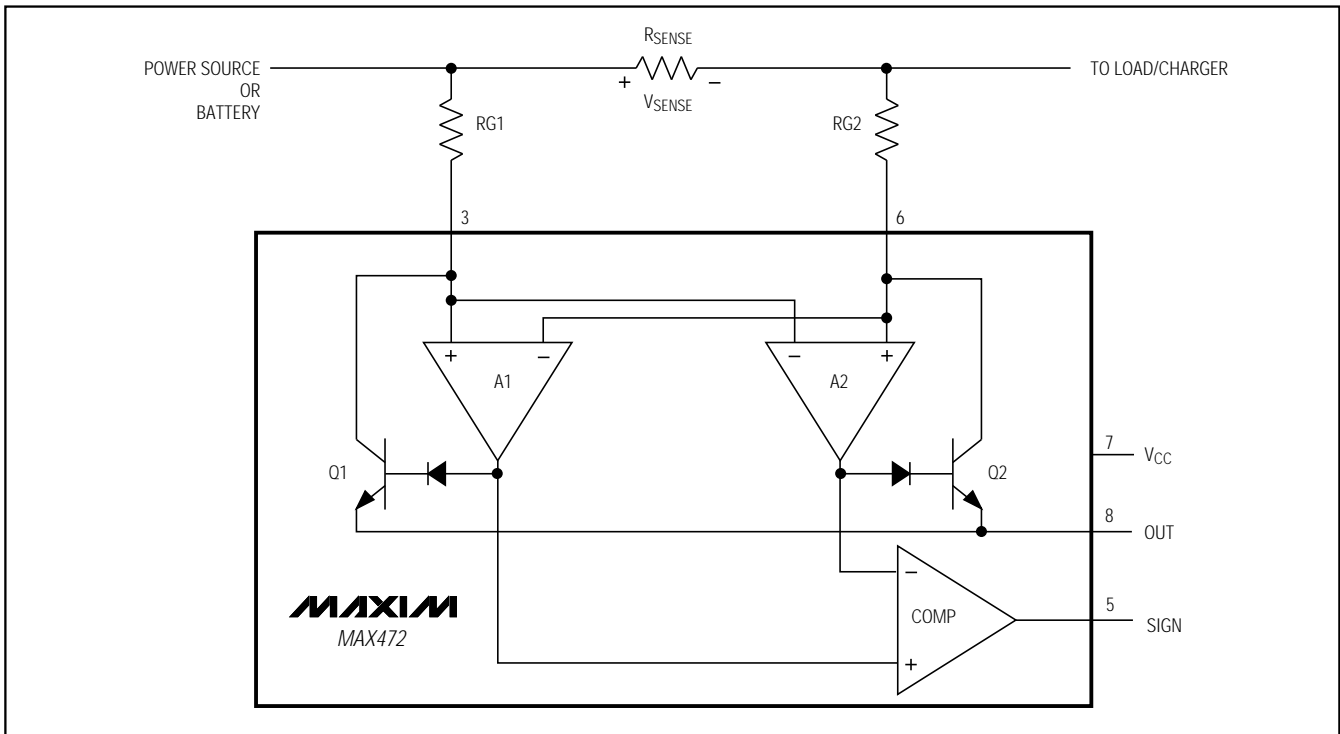 RSENSE
POWER SOURCE
OR
BATTERY
+
–
TO LOAD/CHARGER
VSENSE
RG1
RG2
3
6
+
–
–
+
A1
A2
Q1
Q2
7
VCC
8
OUT
–
COMP
5
SIGN
+
MAXIM
MAX472